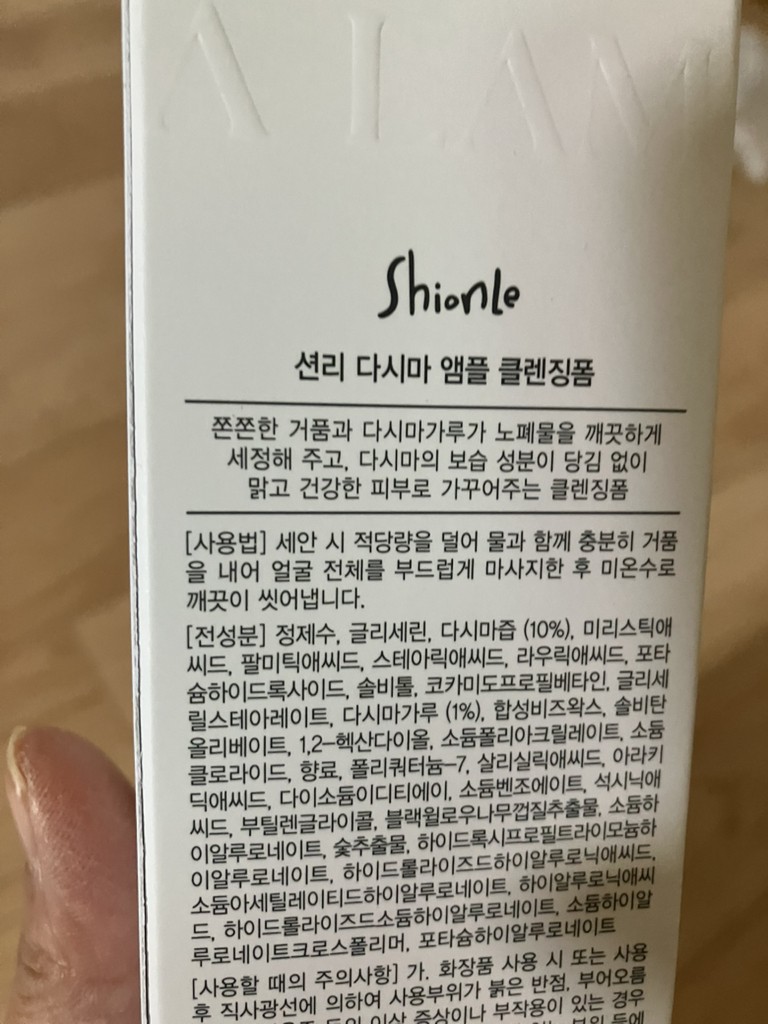 Shionle
션리 다시마 앰플 클렌징폼
쫀쫀한 거품과 다시마가루가 노폐물을 깨끗하게
세정해 주고, 다시마의 보습 성분이 당김 없이
맑고 건강한 피부로 가꾸어주는 클렌징폼
[사용법] 세안 시 적당량을 덜어 물과 함께 충분히 거품
을 내어 얼굴 전체를 부드럽게 마사지한 후 미온수로
깨끗이 씻어냅니다.
[전성분] 정제수, 글리세린, 다시마즙 (10%), 미리스틱애
씨드, 팔미틱애씨드, 스테아릭애씨드, 라우릭애씨드, 포타
슘하이드록사이드, 솔비톨, 코카미도프로필베타인, 글리세
릴스테아레이트, 다시마가루 (1%), 합성비즈왁스, 솔비탄
올리베이트, 1,2-헥산다이올, 소듐폴리아크릴레이트, 소듐
클로라이드, 향료, 폴리쿼터늄-7, 살리실릭애씨드, 아라키
딕애씨드, 다이소듐이디티에이, 소듐벤조에이트, 석시닉애
씨드, 부틸렌글라이콜, 블랙윌로우나무껍질추출물, 소듐하
이알루로네이트, 숯추출물, 하이드록시프로필트라이모늄하
이알루로네이트, 하이드롤라이즈드하이알루로닉애씨드,
소듐아세틸레이티드하이알루로네이트, 하이알루로닉애씨
드, 하이드롤라이즈드소듐하이알루로네이트, 소듐하이알
루로네이트크로스폴리머, 포타슘하이알루로네이트
[사용할 때의 주의사항] 가. 화장품 사용 시 또는 사용
후 직사광선에 의하여 사용부위가 붉은 반점, 부어오름
이상 증상이나 부작용이 있는 경우